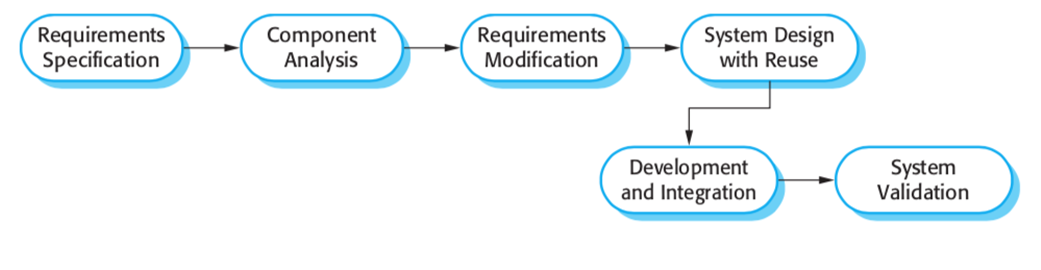 Requirements
Specification
Component
Analysis
Requirements
Modification
System Design
with Reuse
Development
and Integration
System
Validation